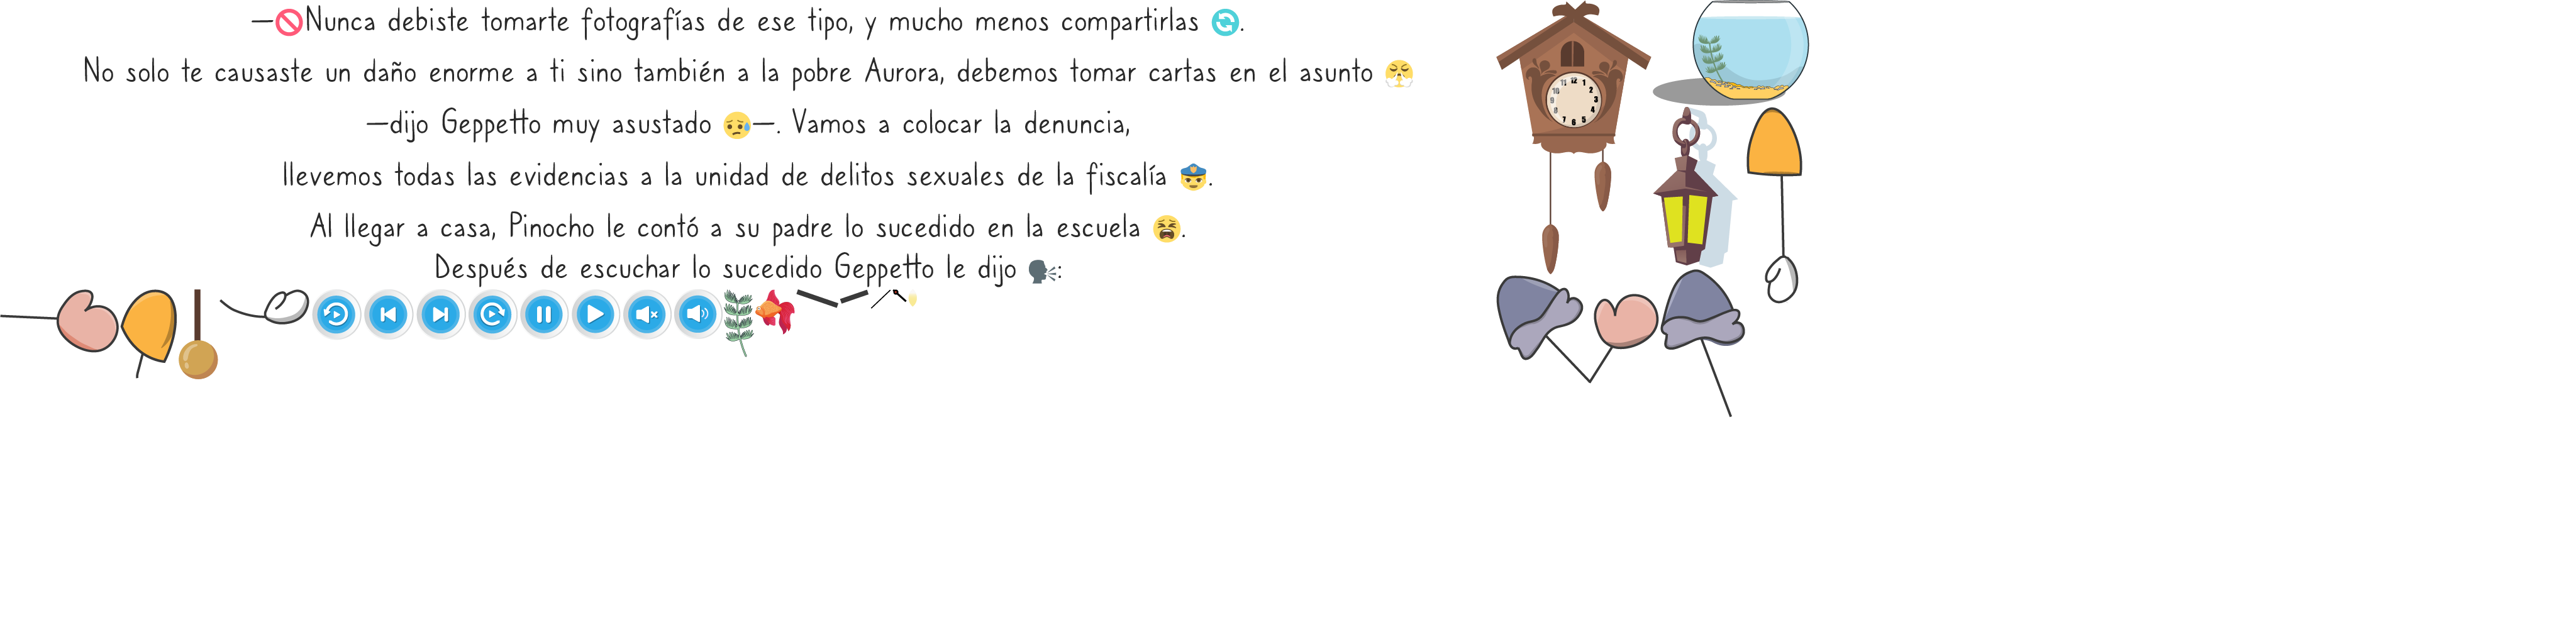 —🚫Nunca debiste tomarte fotografías de ese tipo, y mucho menos compartirlas 🔄.
No solo te causaste un daño enorme a ti sino también a la pobre Aurora, debemos tomar cartas en el asunto 😤
—dijo Geppetto muy asustado 😥—. Vamos a colocar la denuncia,
llevemos todas las evidencias a la unidad de delitos sexuales de la fiscalía 👮.
Al llegar a casa, Pinocho le contó a su padre lo sucedido en la escuela 😫.
Después de escuchar lo sucedido Geppetto le dijo 🗣:
11 12 1
10 2
9 3
8 4
7 6 5